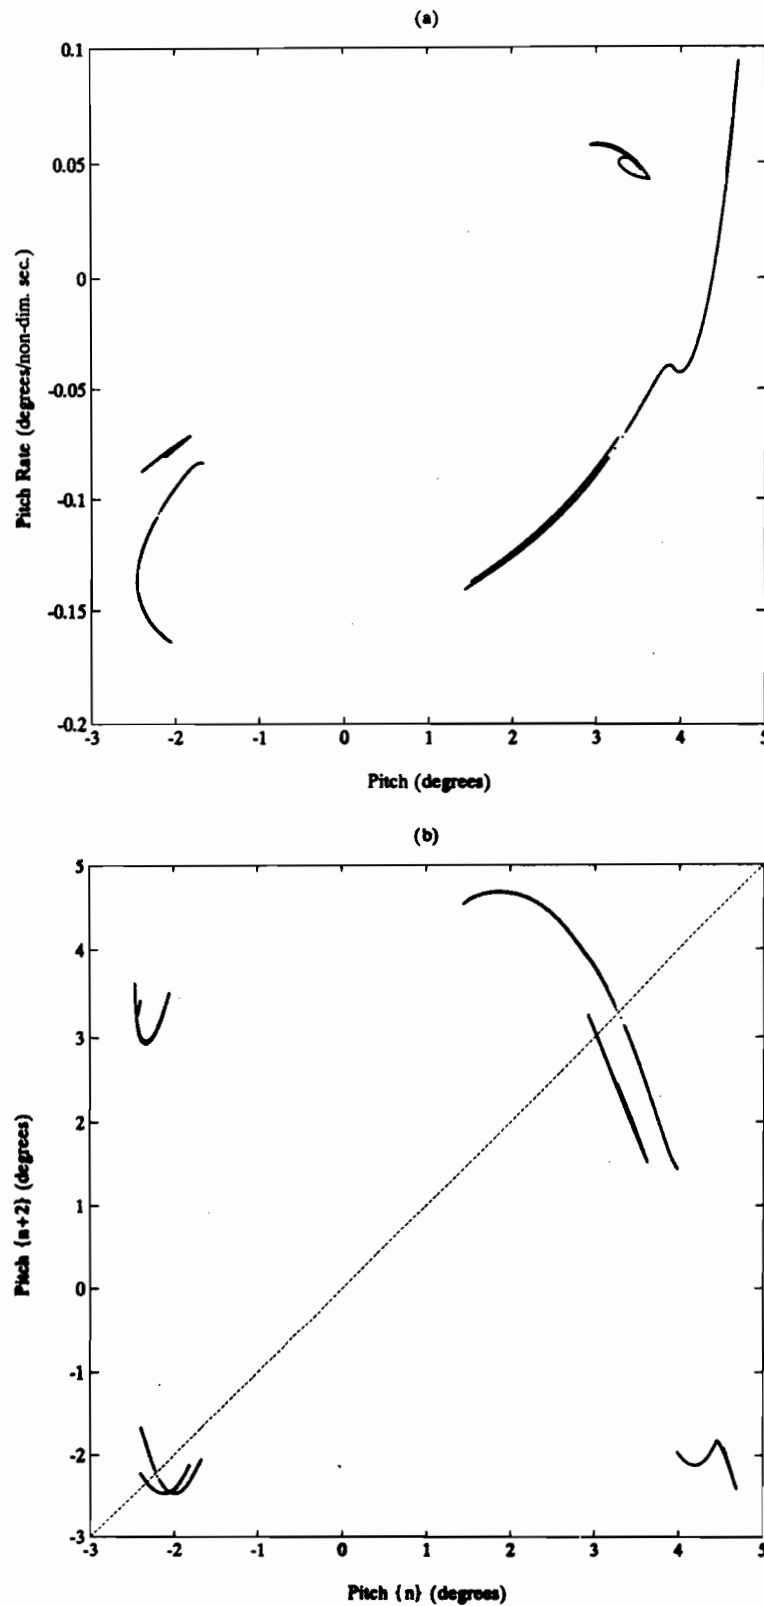 (a)
0.1
0.05
0
-0.05
-0.1
-0.15
-0.2
Pitch Rate (degrees/non-dim. sec.)
-3 -2 -1 0 1 2 3 4 5
Pitch (degrees)
(b)
5
4
3
2
1
0
-1
-2
-3
Pitch {n+2} (degrees)
-3 -2 -1 0 1 2 3 4 5
Pitch {n} (degrees)